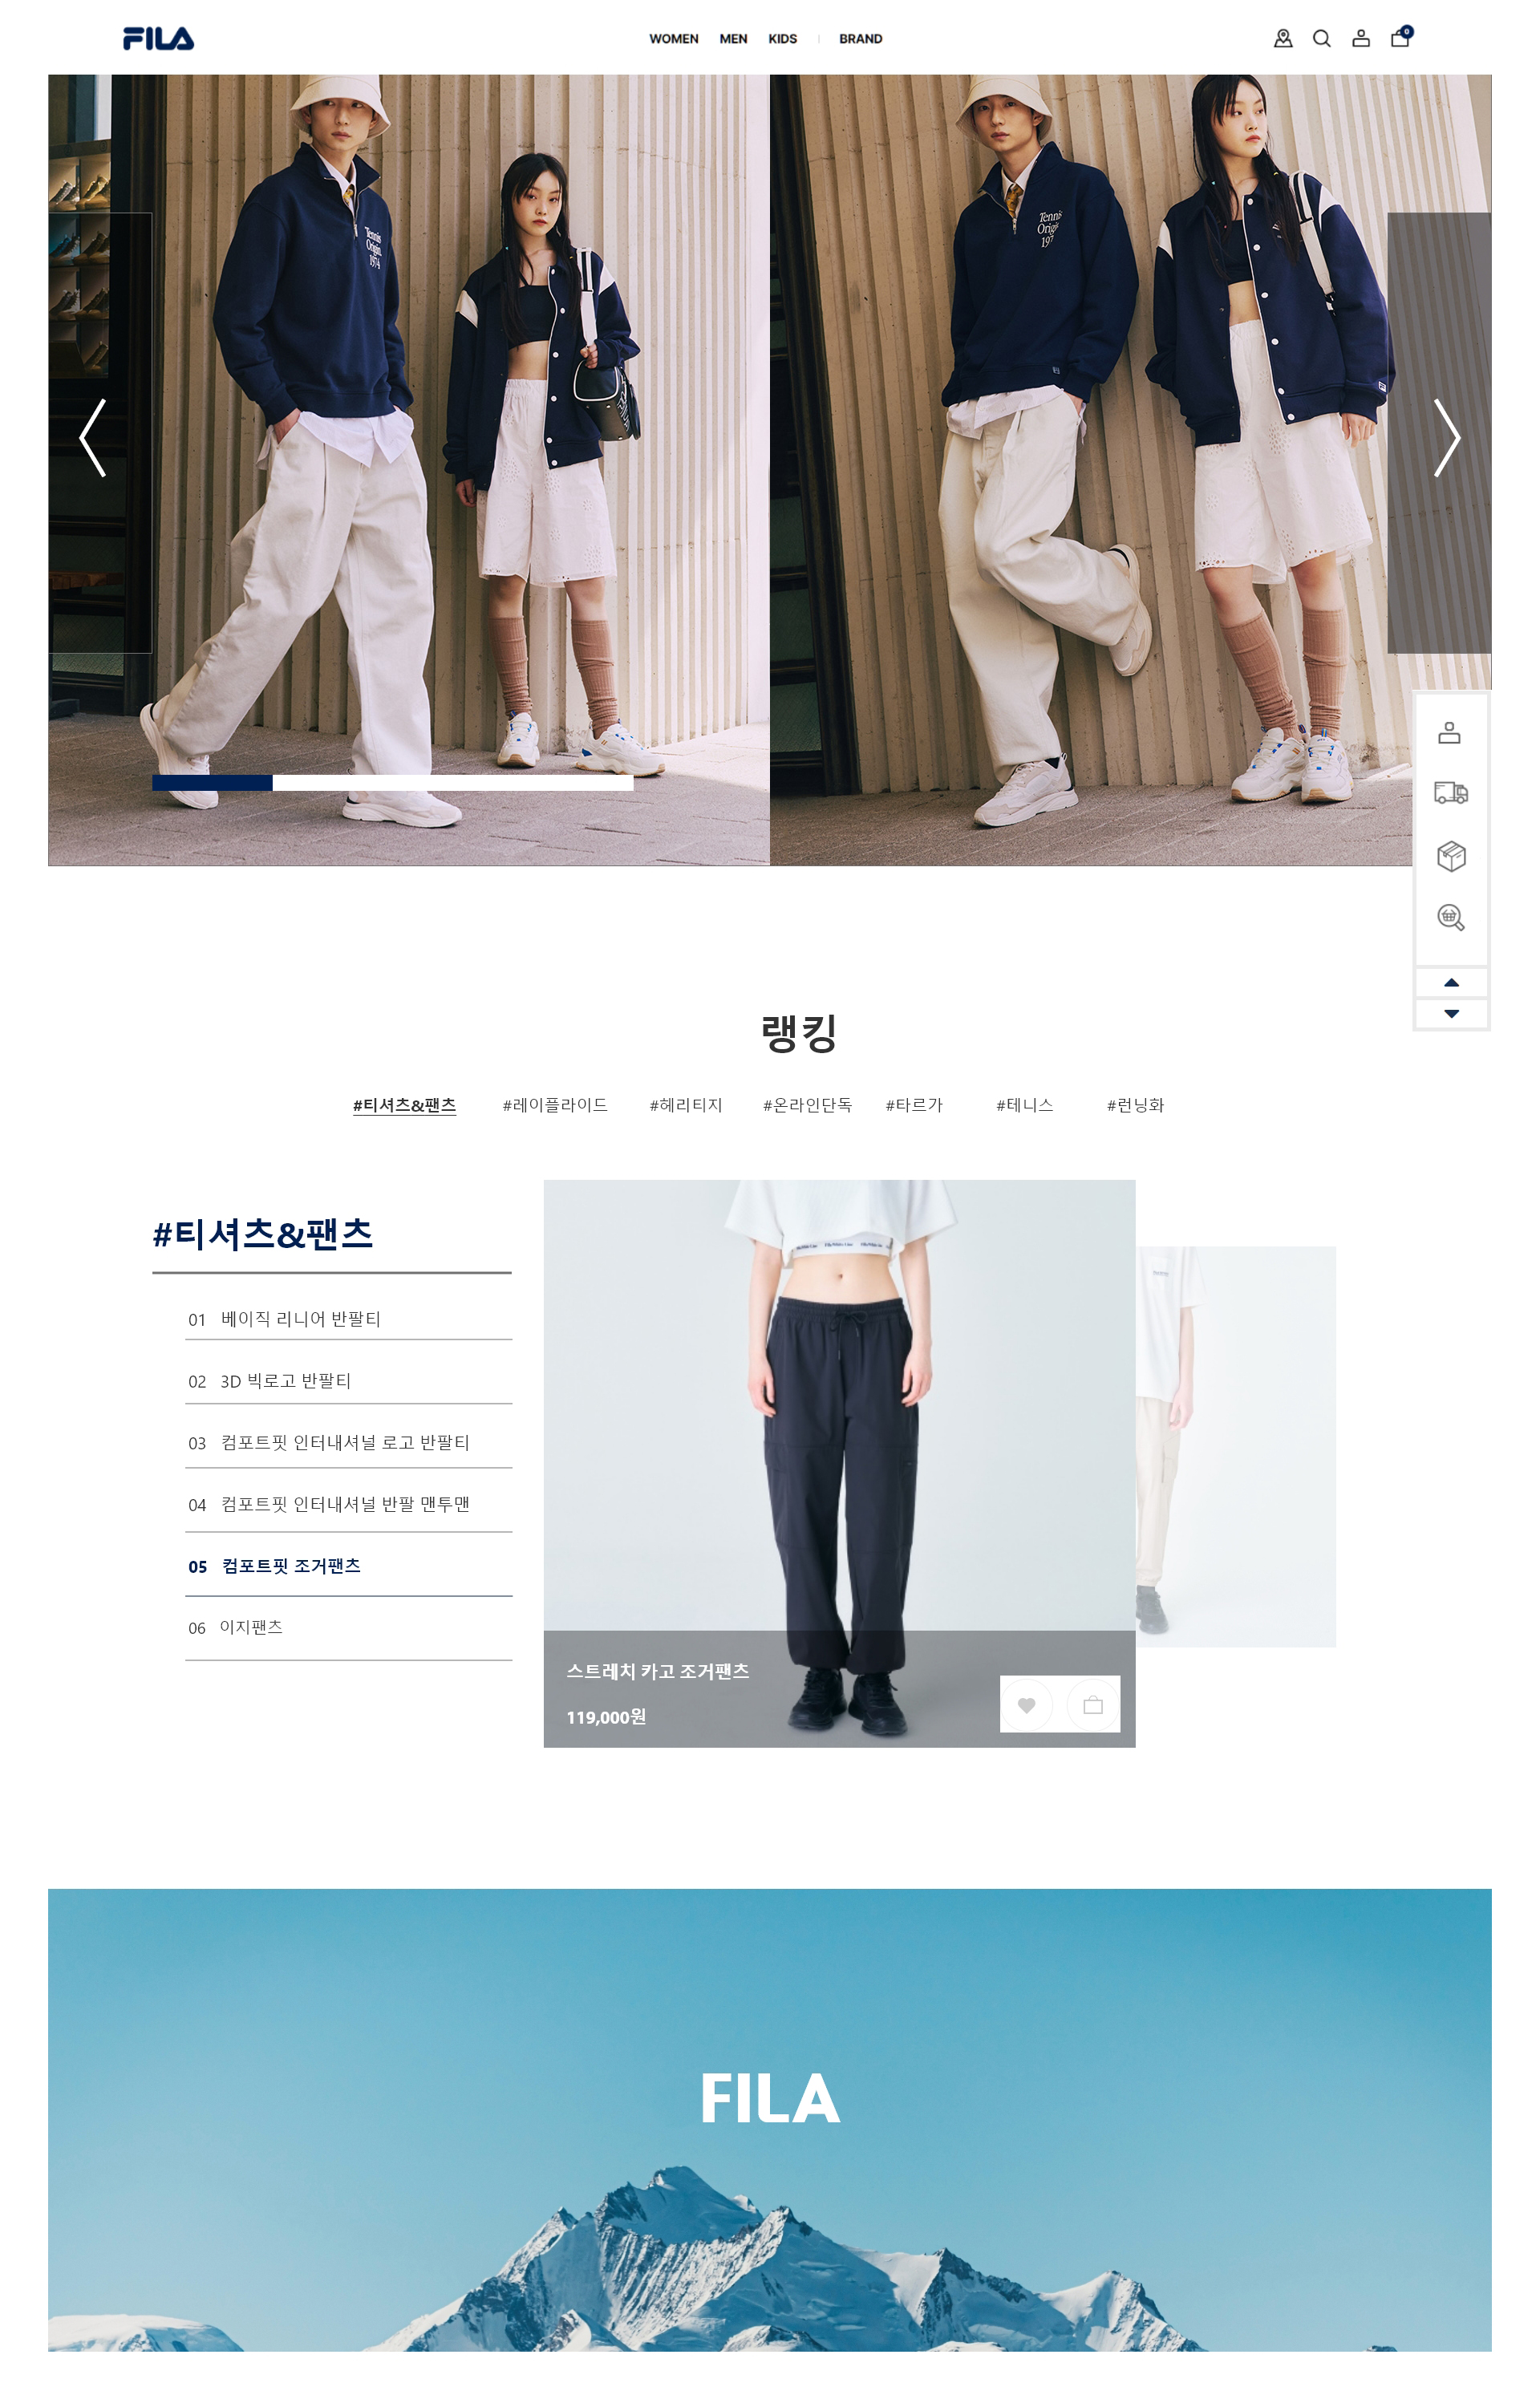 FILA
WOMEN MEN KIDS | BRAND
0
Tennis
Origin.
1974
Tennis
Origi
197
랭킹
#티셔츠&팬츠 #레이플라이드 #헤리티지 #온라인단독 #타르가 #테니스 #런닝화
#티셔츠&팬츠
01 베이직 리니어 반팔티
02 3D 빅로고 반팔티
03 컴포트핏 인터내셔널 로고 반팔티
04 컴포트핏 인터내셔널 반팔 맨투맨
05 컴포트핏 조거팬츠
06 이지팬츠
스트레치 카고 조거팬츠
119,000원
FILA